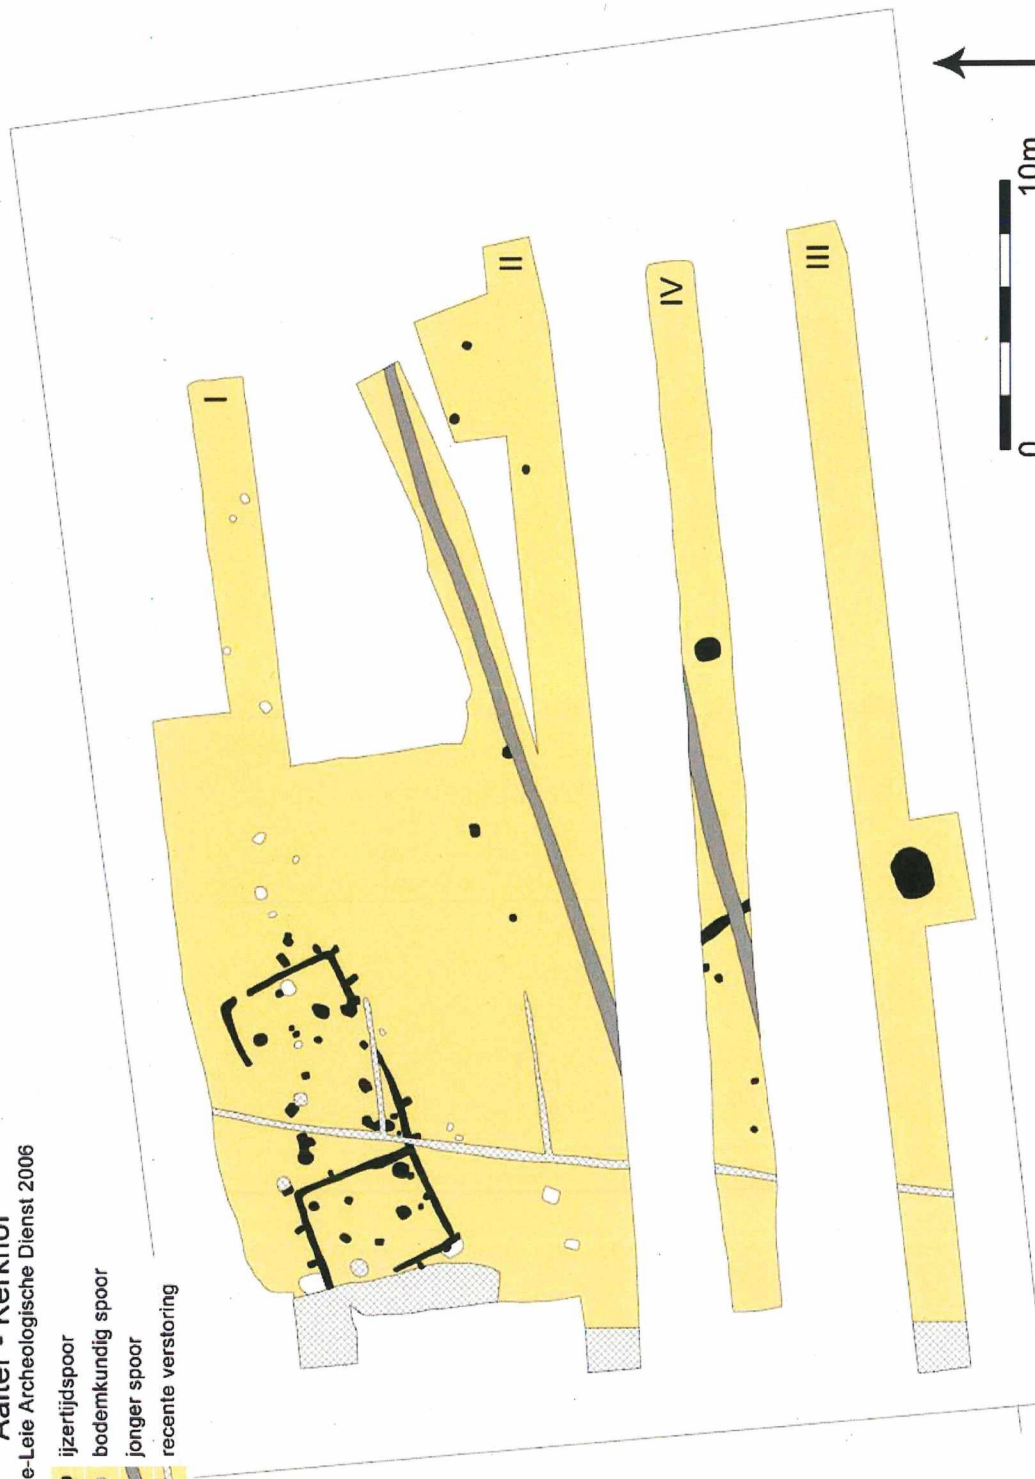 Aalter - Kerkhof
e-Leie Archeologische Dienst 2006
ijzertijdspoor
bodemkundig spoor
jonger spoor
recente verstoring
I
II
IV
III
0
10m